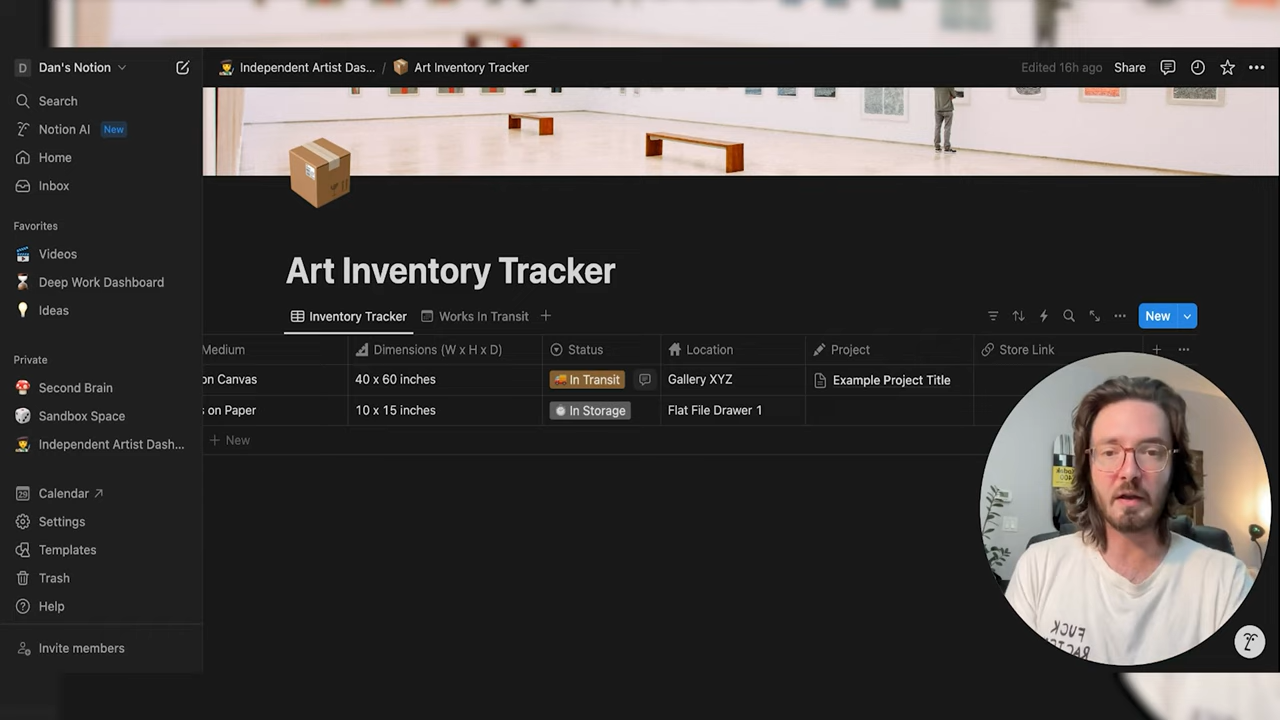 D Dan's Notion
Independent Artist Das... / Art Inventory Tracker
Edited 16h ago Share
Search
Notion AI New
Home
Inbox
Favorites
Videos
Deep Work Dashboard
Ideas
Private
Second Brain
Sandbox Space
Independent Artist Dash...
Calendar ↗
Settings
Templates
Trash
Help
Invite members
Art Inventory Tracker
Inventory Tracker Works In Transit +
New
Medium Dimensions (W x H x D) Status Location Project Store Link + ...
on Canvas 40 x 60 inches In Transit Gallery XYZ Example Project Title
on Paper 10 x 15 inches In Storage Flat File Drawer 1
+ New
Kodak
400
FUCK